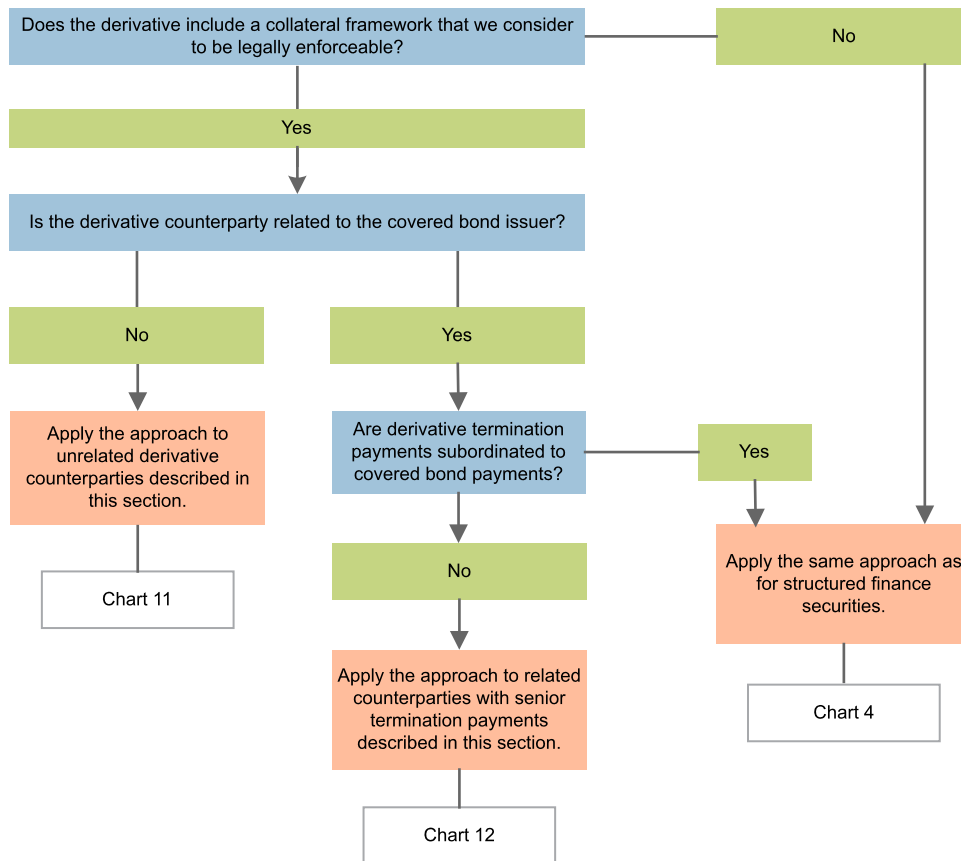 Does the derivative include a collateral framework that we consider
to be legally enforceable?
No
Yes
Is the derivative counterparty related to the covered bond issuer?
No
Yes
Apply the approach to
unrelated derivative
counterparties described in
this section.
Are derivative termination
payments subordinated to
covered bond payments?
Yes
Chart 11
No
Apply the same approach as
for structured finance
securities.
Apply the approach to related
counterparties with senior
termination payments
described in this section.
Chart 4
Chart 12